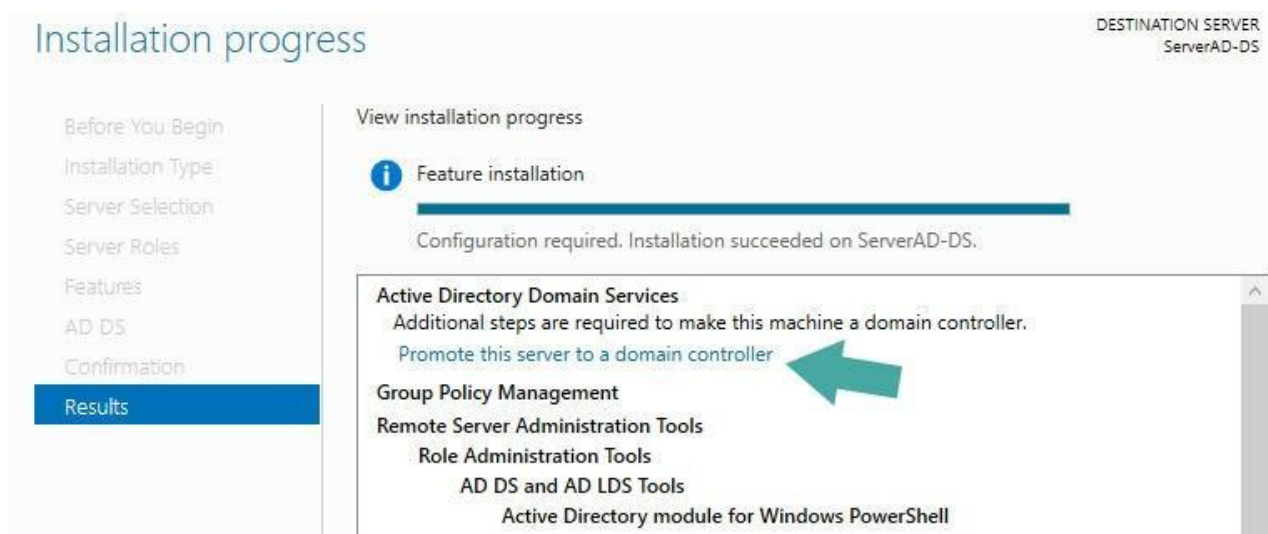 Installation progress
DESTINATION SERVER
ServerAD-DS
Before You Begin
Installation Type
Server Selection
Server Roles
Features
AD DS
Confirmation
Results
View installation progress
Feature installation
Configuration required. Installation succeeded on ServerAD-DS.
Active Directory Domain Services
Additional steps are required to make this machine a domain controller.
Promote this server to a domain controller
Group Policy Management
Remote Server Administration Tools
Role Administration Tools
AD DS and AD LDS Tools
Active Directory module for Windows PowerShell